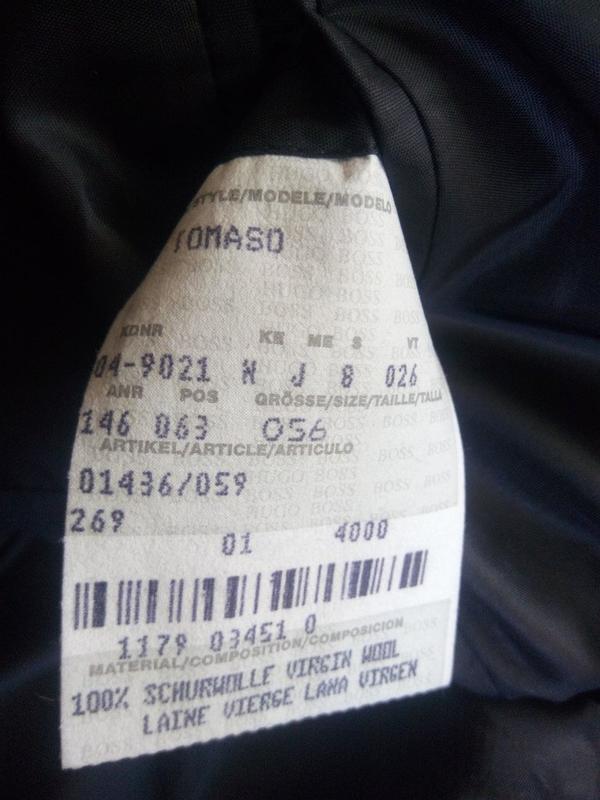 STYLE/MODELE/MODELO
TOMASO
KDNR KE ME S VT
04-9021 N J 8 026
ANR POS GRÖSSE/SIZE/TAILLE/TALLA
146 063 056
ARTIKEL/ARTICLE/ARTICULO
01436/059
269
01 4000
1179 03451 0
MATERIAL/COMPOSITION/COMPOSICION
100% SCHURWOLLE VIRGIN WOOL
LAINE VIERGE LANA VIRGEN
HUGO BOSS